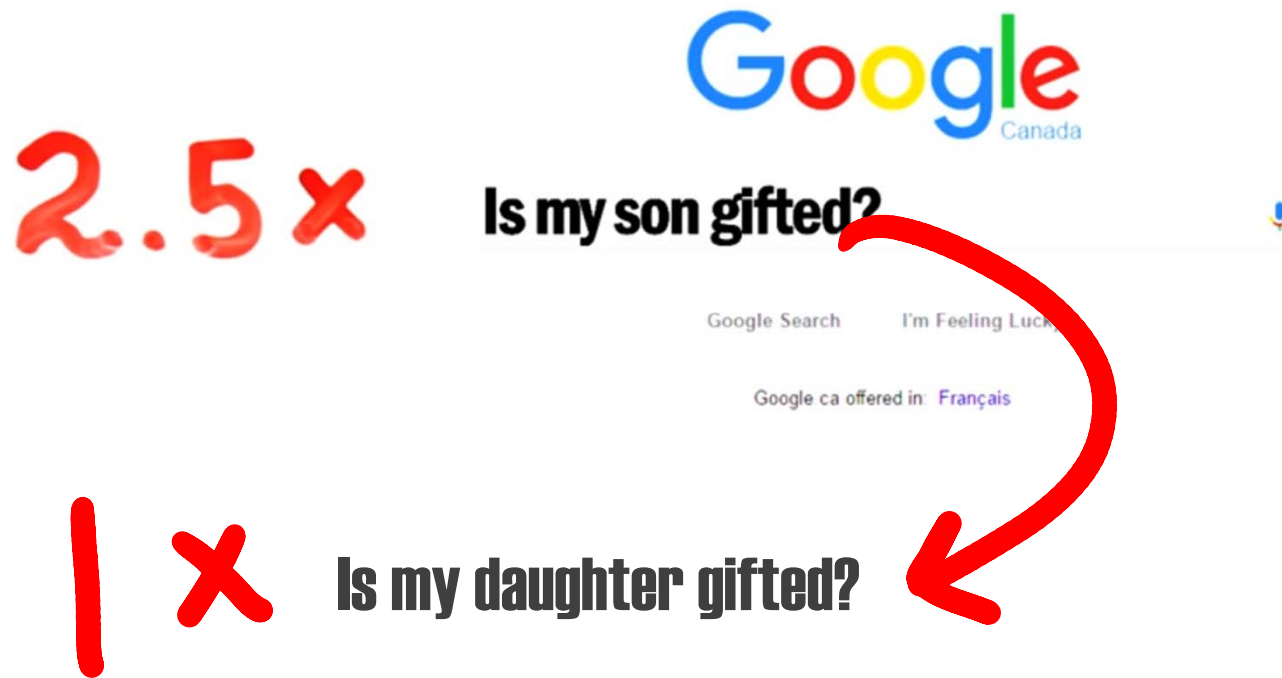 Google
Canada
2.5x
Is my son gifted?
Google Search
I'm Feeling Lucky
Google ca offered in: Français
1x
Is my daughter gifted?